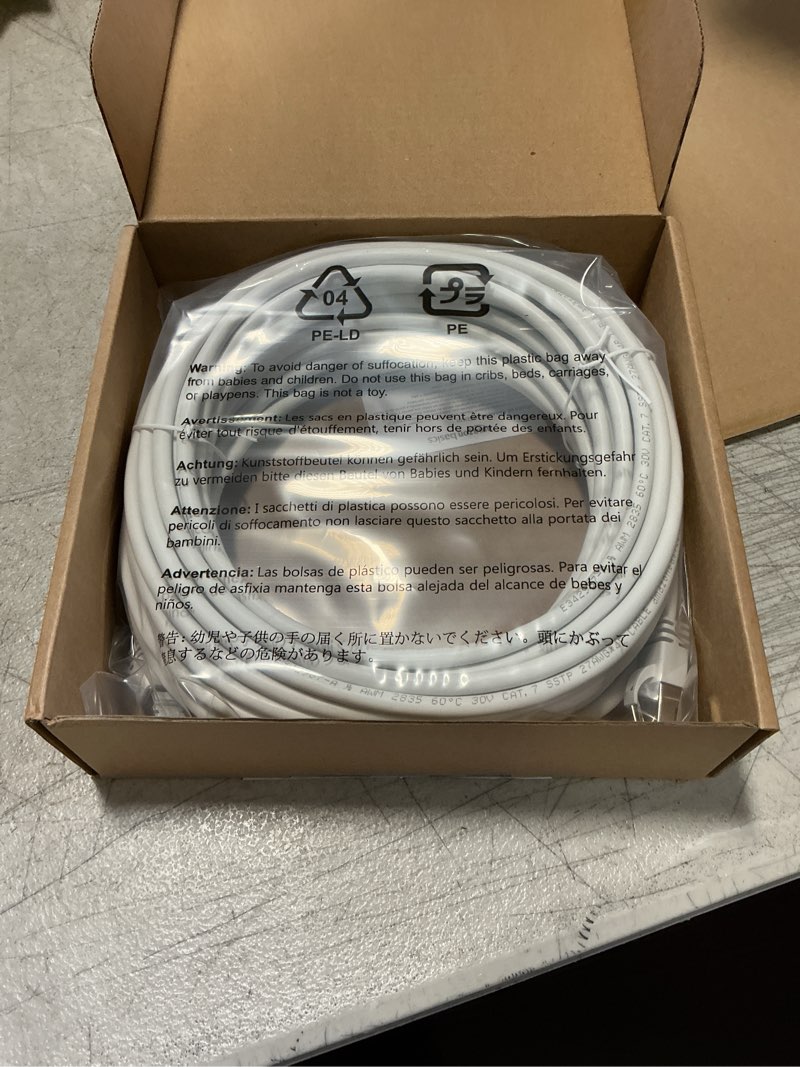 04
PE-LD
プラ
PE
Warning: To avoid danger of suffocation, keep this plastic bag away
from babies and children. Do not use this bag in cribs, beds, carriages,
or playpens. This bag is not a toy.
Avertissement: Les sacs en plastique peuvent être dangereux. Pour
éviter tout risque d'étouffement, tenir hors de portée des enfants.
basics
Achtung: Kunststoffbeutel können gefährlich sein. Um Erstickungsgefahr
zu vermeiden bitte diesen Beutel von Babies und Kindern fernhalten.
Attenzione: I sacchetti di plastica possono essere pericolosi. Per evitare
pericoli di soffocamento non lasciare questo sacchetto alla portata dei
bambini.
Advertencia: Las bolsas de plástico pueden ser peligrosas. Para evitar el
peligro de asfixia mantenga esta bolsa alejada del alcance de bebes y
niños.
警告: 幼児や子供の手の届く所に置かないでください。頭にかぶって
息するなどの危険があります。
AWM 2835 60°C 30V CAT.7 SSTP 27AWG
AWM 2835 60°C 30V CAT.7